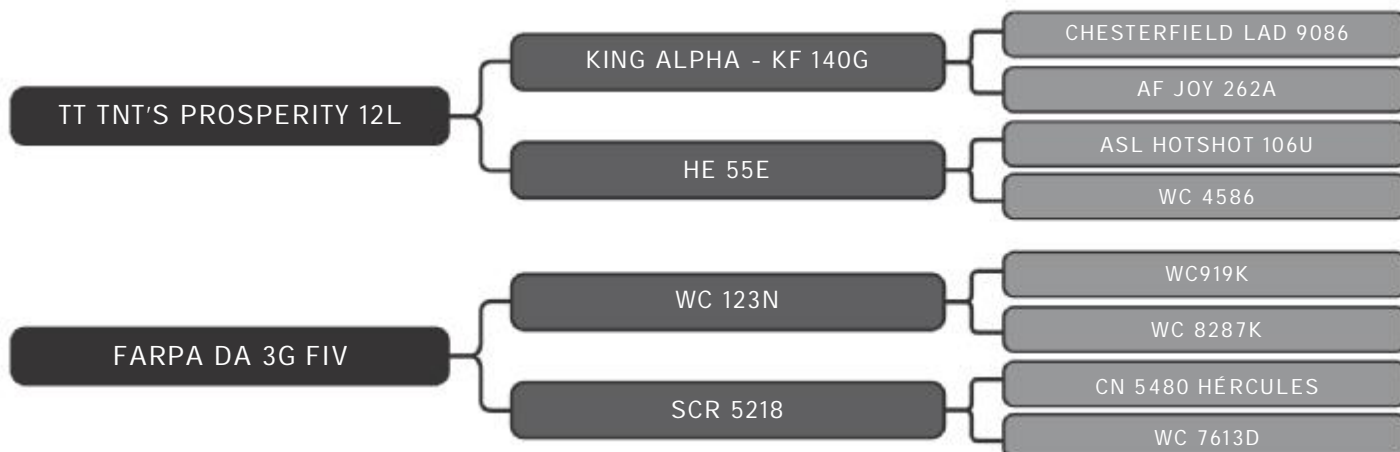 CHESTERFIELD LAD 9086
KING ALPHA - KF 140G
AF JOY 262A
TT TNT'S PROSPERITY 12L
ASL HOTSHOT 106U
HE 55E
WC 4586
WC919K
WC 123N
WC 8287K
FARPA DA 3G FIV
CN 5480 HÉRCULES
SCR 5218
WC 7613D